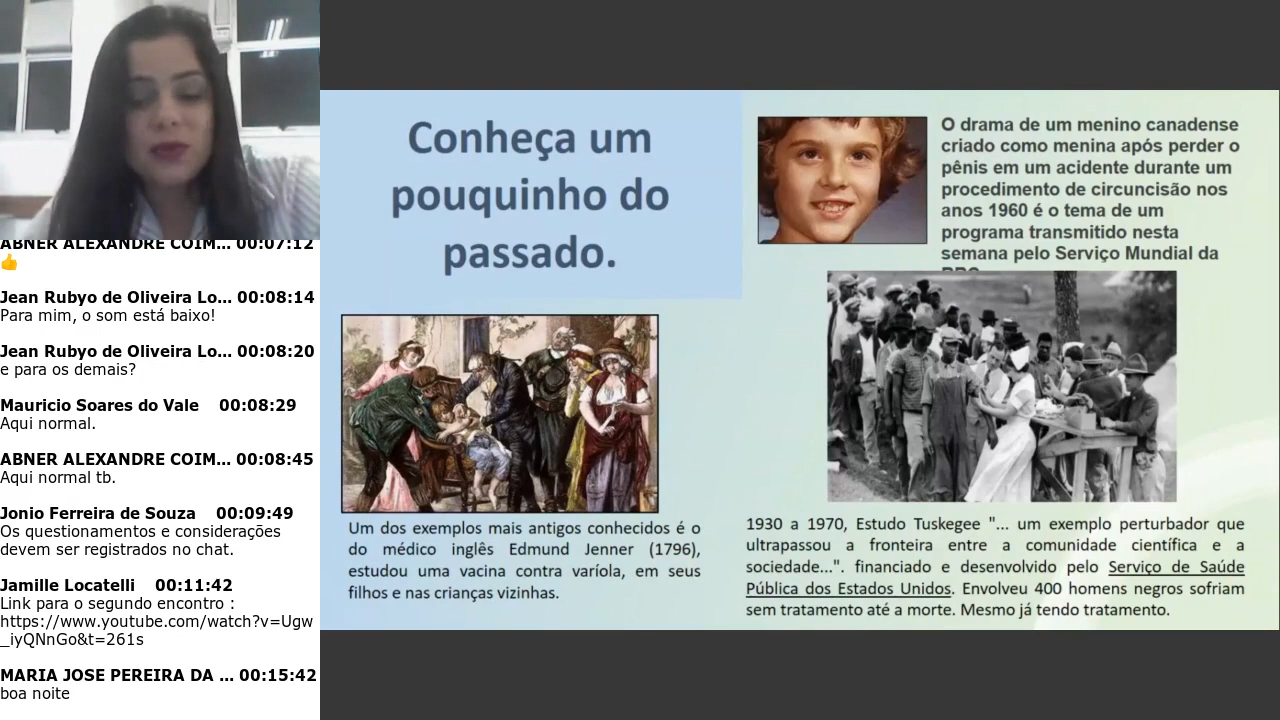 ABNER ALEXANDRE COIM... 00:07:12
👍
Jean Rubyo de Oliveira Lo... 00:08:14
Para mim, o som está baixo!
Jean Rubyo de Oliveira Lo... 00:08:20
e para os demais?
Mauricio Soares do Vale 00:08:29
Aqui normal.
ABNER ALEXANDRE COIM... 00:08:45
Aqui normal tb.
Jonio Ferreira de Souza 00:09:49
Os questionamentos e considerações
devem ser registrados no chat.
Jamille Locatelli 00:11:42
Link para o segundo encontro :
https://www.youtube.com/watch?v=Ugw
_iyQNnGo&t=261s
MARIA JOSE PEREIRA DA ... 00:15:42
boa noite
Conheça um
pouquinho do
passado.
O drama de um menino canadense
criado como menina após perder o
pênis em um acidente durante um
procedimento de circuncisão nos
anos 1960 é o tema de um
programa transmitido nesta
semana pelo Serviço Mundial da
Um dos exemplos mais antigos conhecidos é o
do médico inglês Edmund Jenner (1796),
estudou uma vacina contra varíola, em seus
filhos e nas crianças vizinhas.
1930 a 1970, Estudo Tuskegee "... um exemplo perturbador que
ultrapassou a fronteira entre a comunidade científica e a
sociedade...". financiado e desenvolvido pelo Serviço de Saúde
Pública dos Estados Unidos. Envolveu 400 homens negros sofriam
sem tratamento até a morte. Mesmo já tendo tratamento.